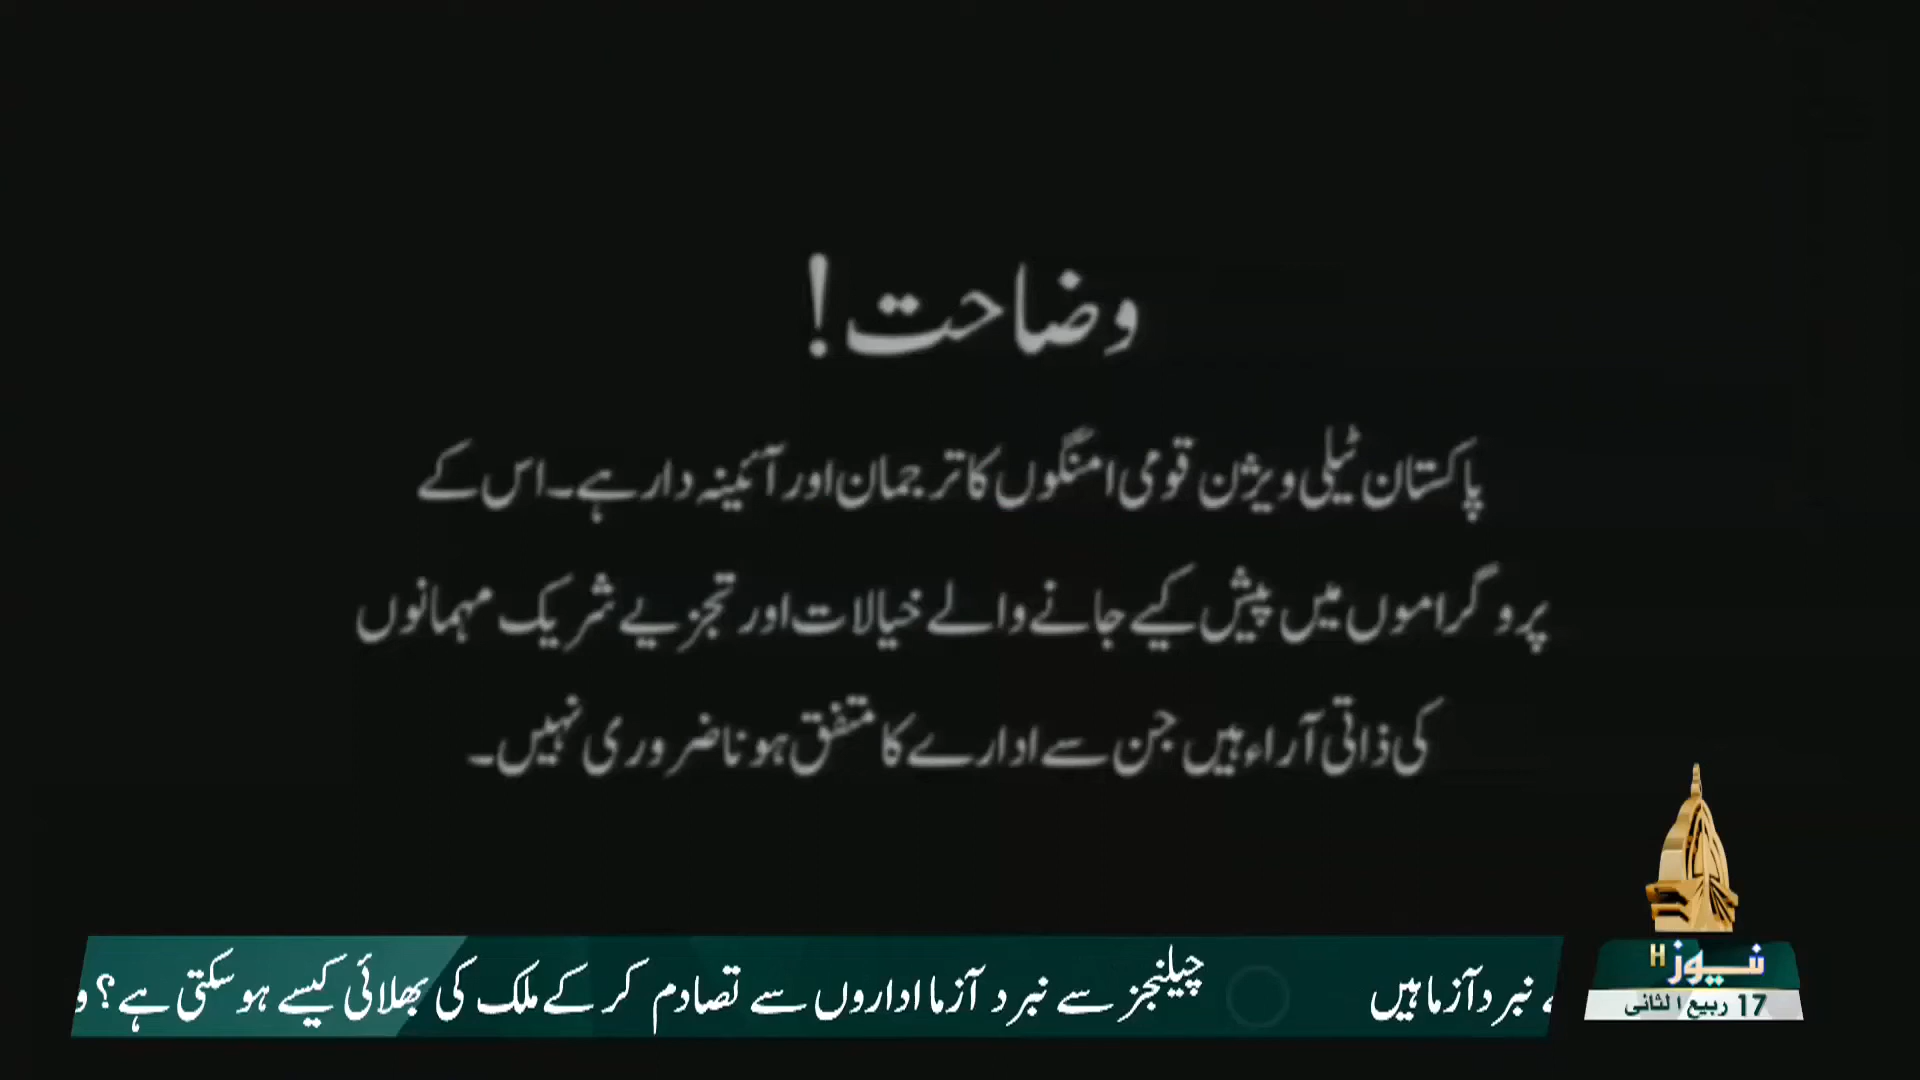 وضاحت!
پاکستان ٹیلی ویژن قومی امنگوں کا ترجمان اور آئینہ دار ہے۔ اس کے
پروگراموں میں پیش کیے جانے والے خیالات اور تجزیے شریک مہمانوں
کی ذاتی آراء ہیں جن سے ادارے کا متفق ہونا ضروری نہیں۔
نیوز H
17 ربیع الثانی
نبرد آزما ہیں
چیلنجز سے نبرد آزما اداروں سے تصادم کر کے ملک کی بھلائی کیسے ہو سکتی ہے؟